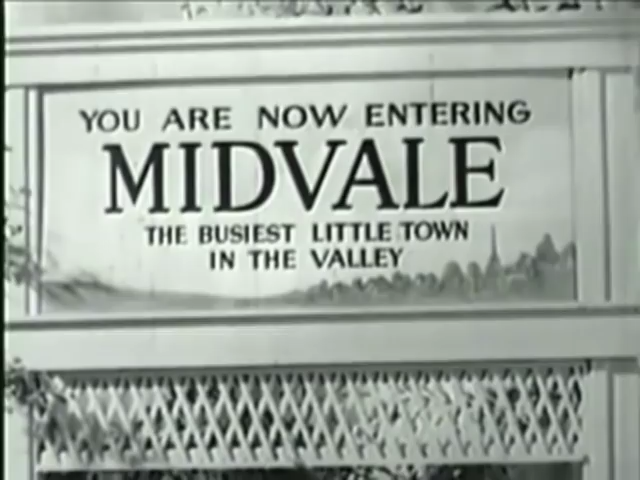 YOU ARE NOW ENTERING
MIDVALE
THE BUSIEST LITTLE TOWN
IN THE VALLEY